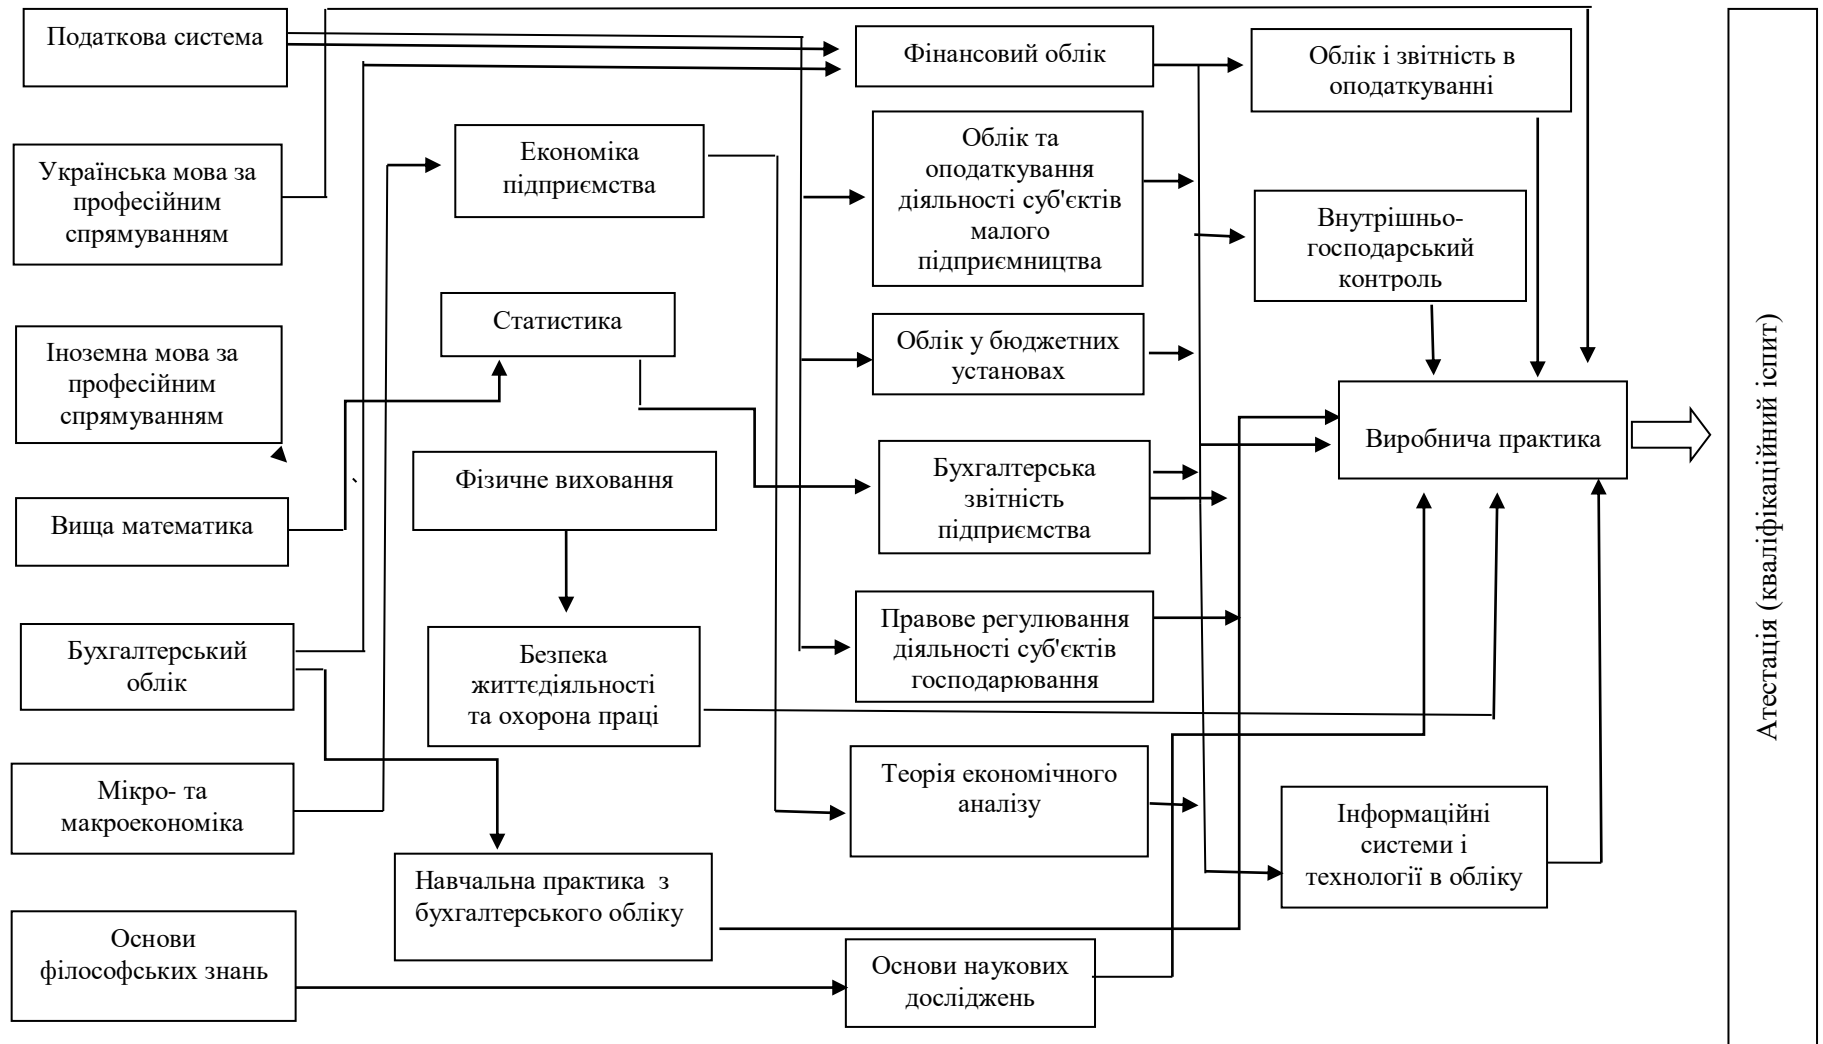 Податкова система
Українська мова за
професійним
спрямуванням
Іноземна мова за
професійним
спрямуванням
Вища математика
Бухгалтерський
облік
Мікро- та
макроекономіка
Основи
філософських знань
Економіка
підприємства
Статистика
Фізичне виховання
Безпека
життєдіяльності
та охорона праці
Навчальна практика з
бухгалтерського обліку
Фінансовий облік
Облік та
оподаткування
діяльності суб'єктів
малого
підприємництва
Облік у бюджетних
установах
Бухгалтерська
звітність
підприємства
Правове регулювання
діяльності суб'єктів
господарювання
Теорія економічного
аналізу
Основи наукових
досліджень
Облік і звітність в
оподаткуванні
Внутрішньо-
господарський
контроль
Виробнича практика
Інформаційні
системи і
технології в обліку
Атестація (кваліфікаційний іспит)